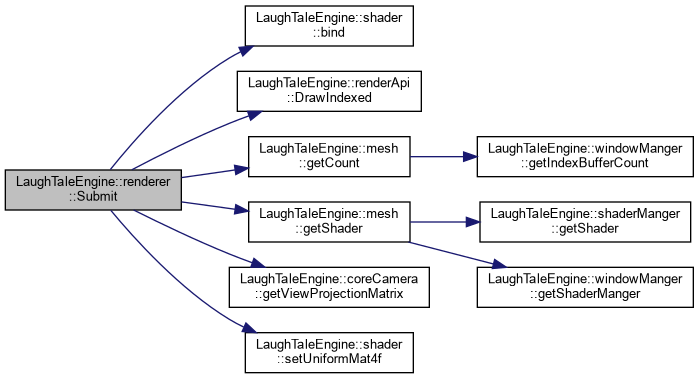 LaughTaleEngine::renderer
::Submit
LaughTaleEngine::shader
::bind
LaughTaleEngine::renderApi
::DrawIndexed
LaughTaleEngine::mesh
::getCount
LaughTaleEngine::windowManger
::getIndexBufferCount
LaughTaleEngine::mesh
::getShader
LaughTaleEngine::shaderManger
::getShader
LaughTaleEngine::windowManger
::getShaderManger
LaughTaleEngine::coreCamera
::getViewProjectionMatrix
LaughTaleEngine::shader
::setUniformMat4f